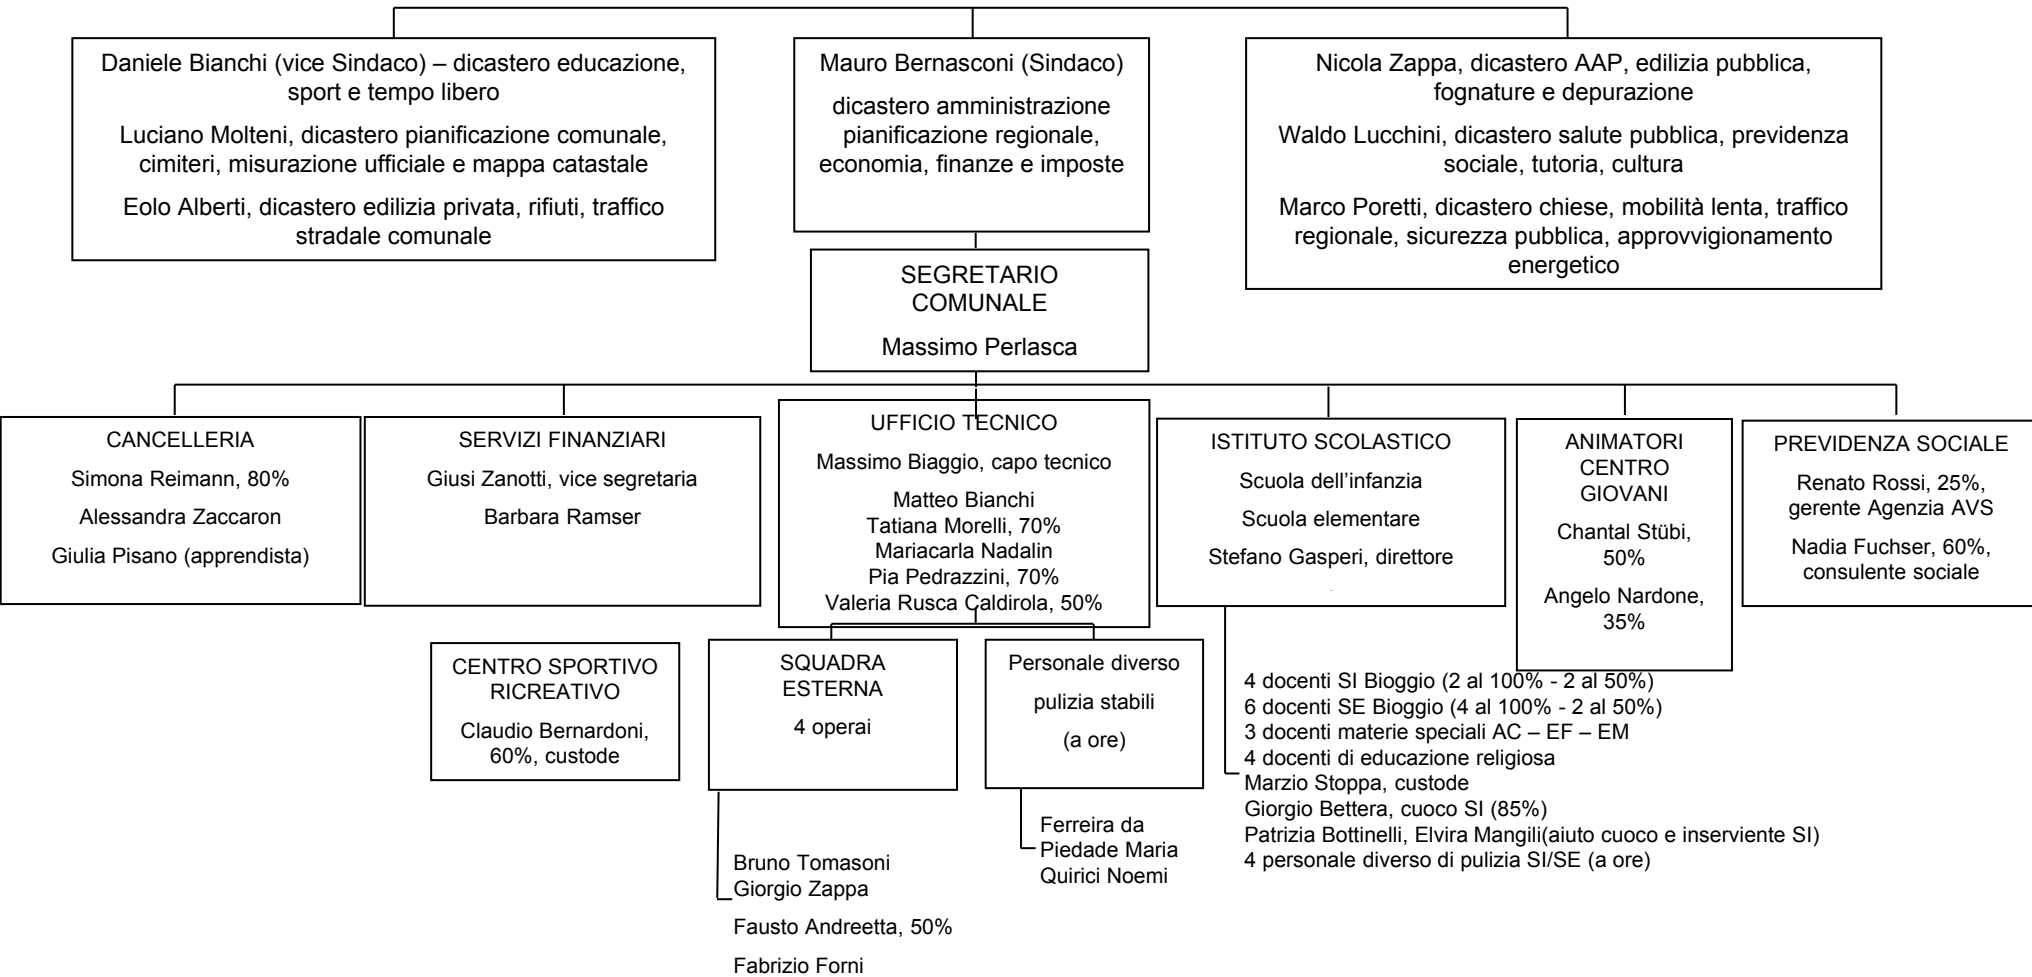 Daniele Bianchi (vice Sindaco) – dicastero educazione,
sport e tempo libero
Luciano Molteni, dicastero pianificazione comunale,
cimiteri, misurazione ufficiale e mappa catastale
Eolo Alberti, dicastero edilizia privata, rifiuti, traffico
stradale comunale
Mauro Bernasconi (Sindaco)
dicastero amministrazione
pianificazione regionale,
economia, finanze e imposte
Nicola Zappa, dicastero AAP, edilizia pubblica,
fognature e depurazione
Waldo Lucchini, dicastero salute pubblica, previdenza
sociale, tutoria, cultura
Marco Poretti, dicastero chiese, mobilità lenta, traffico
regionale, sicurezza pubblica, approvvigionamento
energetico
SEGRETARIO
COMUNALE
Massimo Perlasca
CANCELLERIA
Simona Reimann, 80%
Alessandra Zaccaron
Giulia Pisano (apprendista)
SERVIZI FINANZIARI
Giusi Zanotti, vice segretaria
Barbara Ramser
UFFICIO TECNICO
Massimo Biaggio, capo tecnico
Matteo Bianchi
Tatiana Morelli, 70%
Mariacarla Nadalin
Pia Pedrazzini, 70%
Valeria Rusca Caldirola, 50%
ISTITUTO SCOLASTICO
Scuola dell’infanzia
Scuola elementare
Stefano Gasperi, direttore
.
ANIMATORI
CENTRO
GIOVANI
Chantal Stübi,
50%
Angelo Nardone,
35%
PREVIDENZA SOCIALE
Renato Rossi, 25%,
gerente Agenzia AVS
Nadia Fuchser, 60%,
consulente sociale
CENTRO SPORTIVO
RICREATIVO
Claudio Bernardoni,
60%, custode
SQUADRA
ESTERNA
4 operai
Personale diverso
pulizia stabili
(a ore)
4 docenti SI Bioggio (2 al 100% - 2 al 50%)
6 docenti SE Bioggio (4 al 100% - 2 al 50%)
3 docenti materie speciali AC – EF – EM
4 docenti di educazione religiosa
Marzio Stoppa, custode
Giorgio Bettera, cuoco SI (85%)
Patrizia Bottinelli, Elvira Mangili(aiuto cuoco e inserviente SI)
4 personale diverso di pulizia SI/SE (a ore)
Ferreira da
Piedade Maria
Quirici Noemi
Bruno Tomasoni
Giorgio Zappa
Fausto Andreetta, 50%
Fabrizio Forni